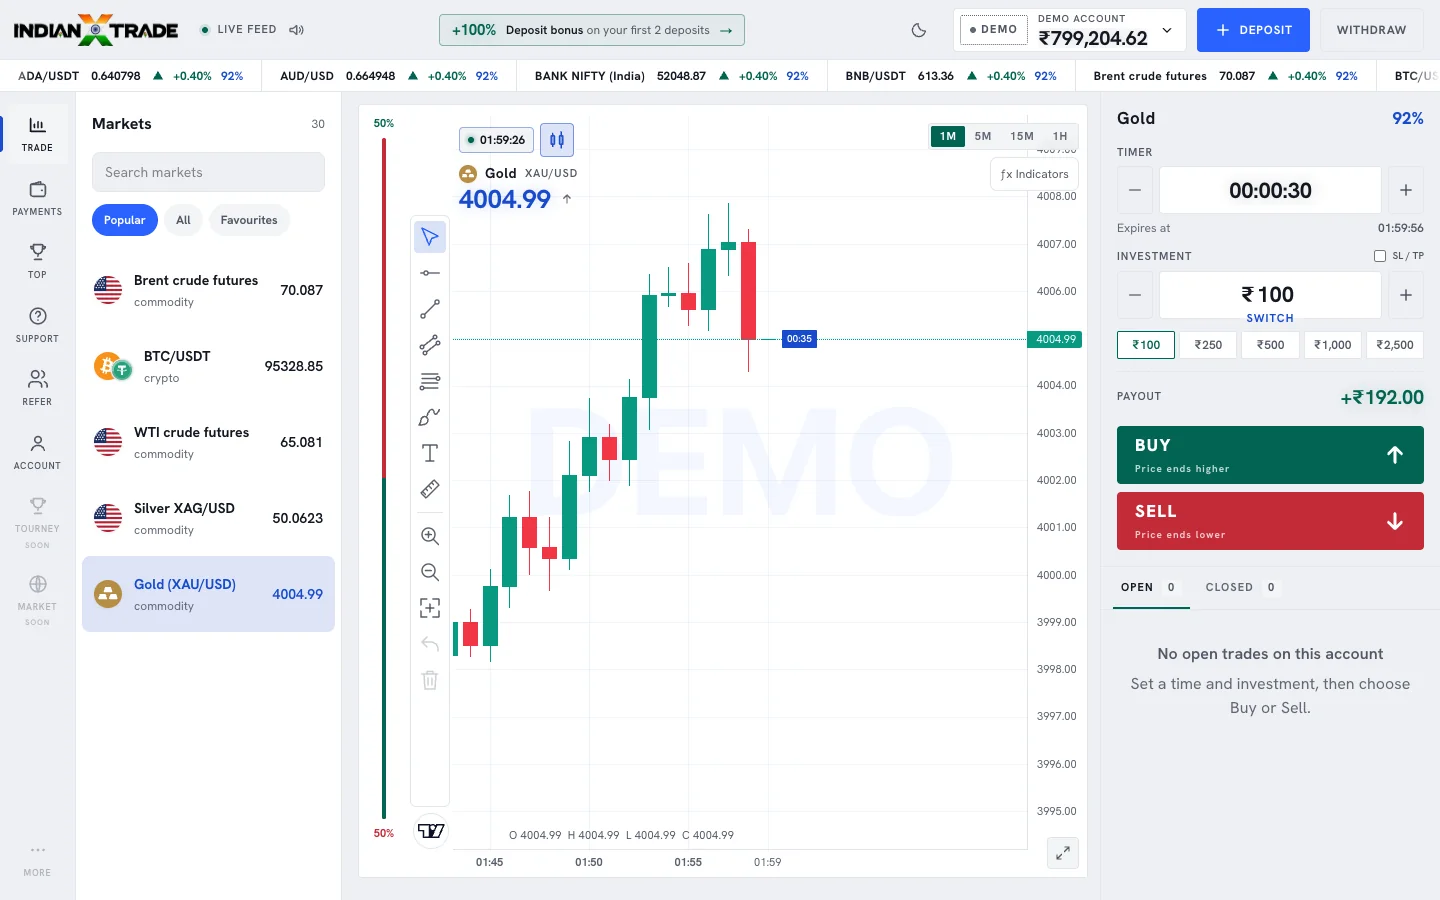 INDIAN TRADE
LIVE FEED
+100% Deposit bonus on your first 2 deposits →
DEMO
DEMO ACCOUNT
₹799,204.62
+ DEPOSIT
WITHDRAW
ADA/USDT 0.640798 ▲ +0.40% 92%
AUD/USD 0.664948 ▲ +0.40% 92%
BANK NIFTY (India) 52048.87 ▲ +0.40% 92%
BNB/USDT 613.36 ▲ +0.40% 92%
Brent crude futures 70.087 ▲ +0.40% 92%
BTC/US
TRADE
PAYMENTS
TOP
SUPPORT
REFER
ACCOUNT
TOURNEY
SOON
MARKET
SOON
MORE
Markets 30
Search markets
Popular All Favourites
Brent crude futures
commodity
70.087
BTC/USDT
crypto
95328.85
WTI crude futures
commodity
65.081
Silver XAG/USD
commodity
50.0623
Gold (XAU/USD)
commodity
4004.99
50%
50%
01:59:26
Gold XAU/USD
4004.99 ↑
1M 5M 15M 1H
ƒx Indicators
DEMO
00:35
4008.00
4007.00
4006.00
4004.99
4004.00
4003.00
4002.00
4001.00
4000.00
3999.00
3998.00
3997.00
3996.00
3995.00
O 4004.99 H 4004.99 L 4004.99 C 4004.99
01:45 01:50 01:55 01:59
Gold 92%
TIMER
− 00:00:30 +
Expires at 01:59:56
INVESTMENT SL / TP
− ₹ 100 +
SWITCH
₹100 ₹250 ₹500 ₹1,000 ₹2,500
PAYOUT +₹192.00
BUY
Price ends higher
SELL
Price ends lower
OPEN 0 CLOSED 0
No open trades on this account
Set a time and investment, then choose
Buy or Sell.